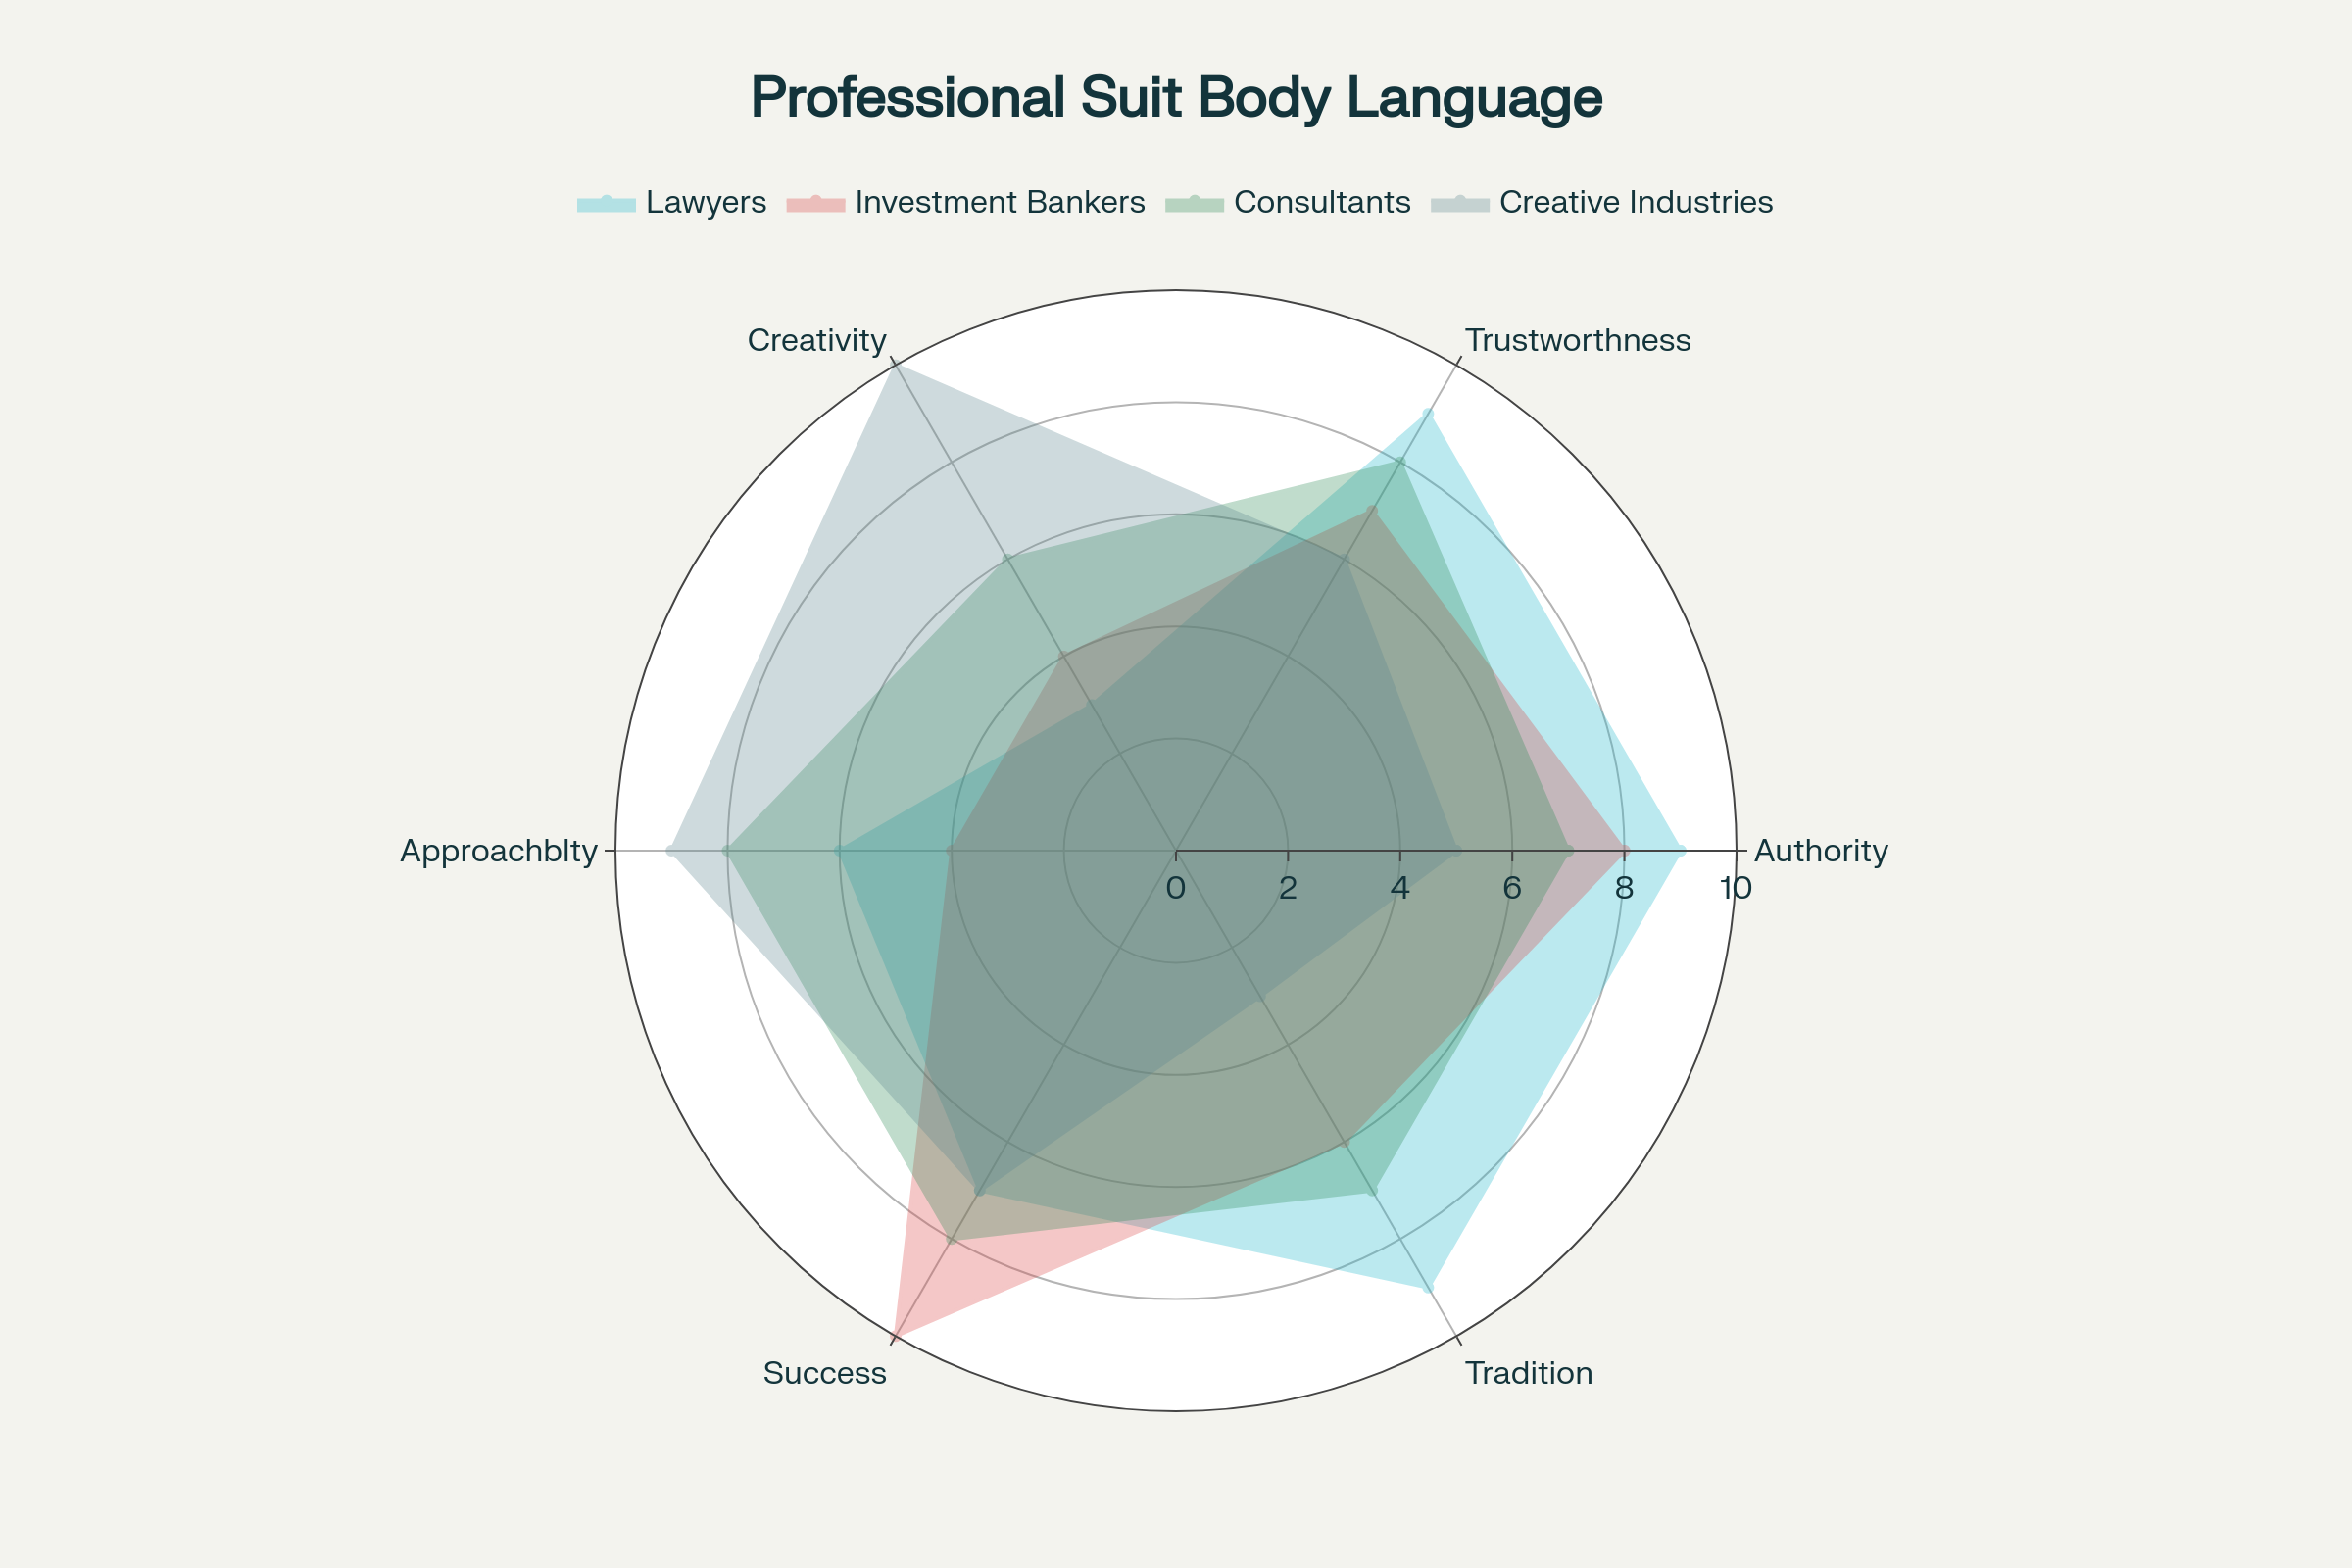 Professional Suit Body Language
Lawyers Investment Bankers Consultants Creative Industries
Creativity Trustworthness
Approachblty Authority
0 2 4 6 8 10
Success Tradition